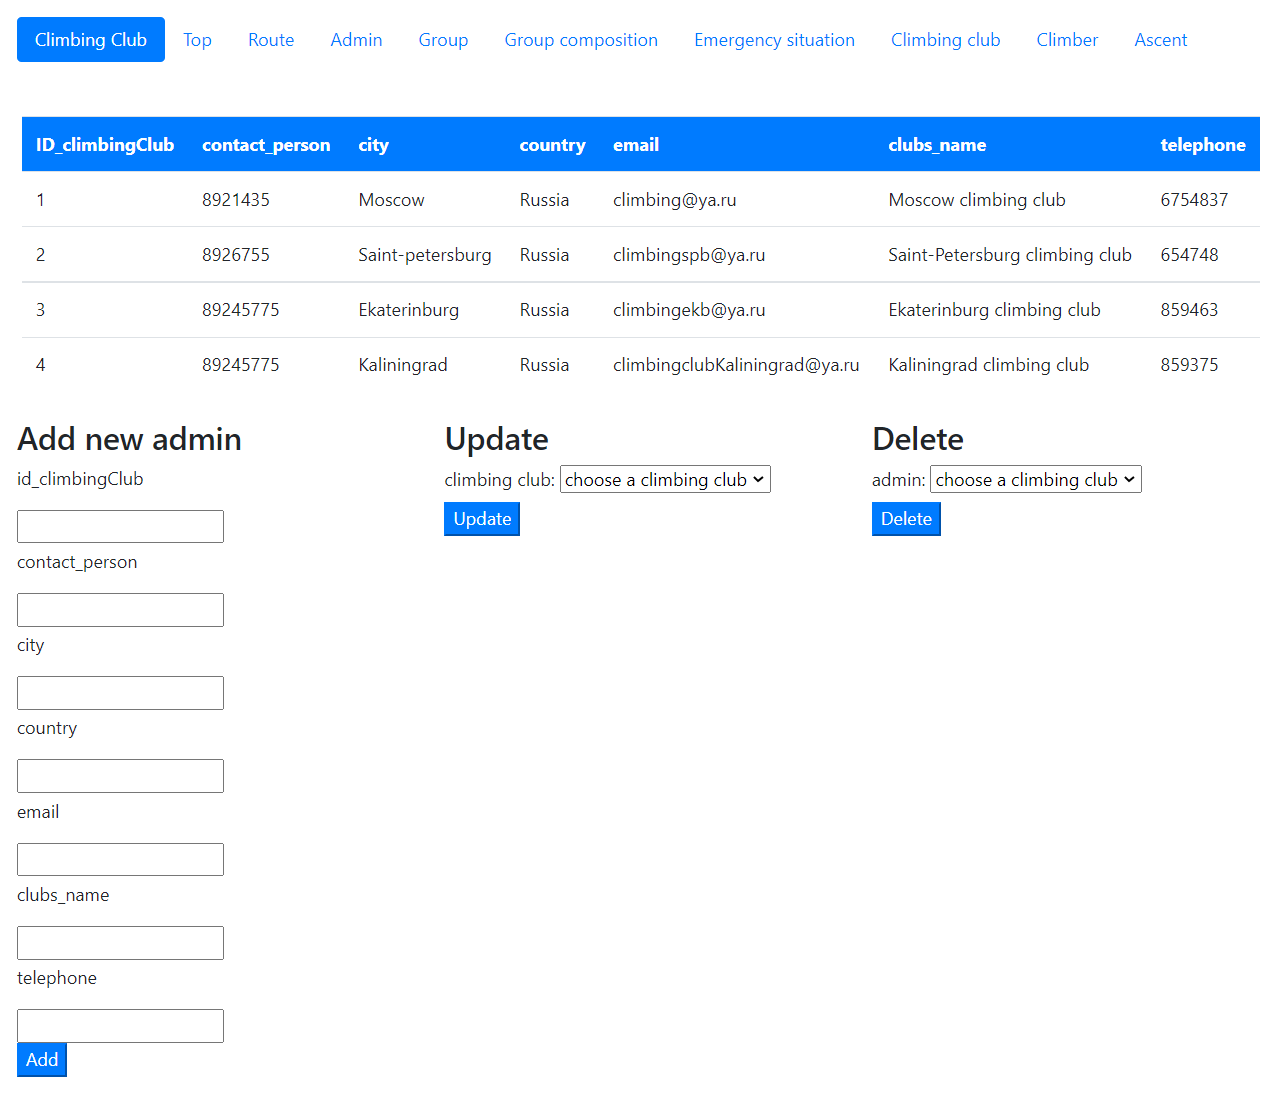 Climbing Club Top Route Admin Group Group composition Emergency situation Climbing club Climber Ascent
ID_climbingClub contact_person city country email clubs_name telephone
1 8921435 Moscow Russia climbing@ya.ru Moscow climbing club 6754837
2 8926755 Saint-petersburg Russia climbingspb@ya.ru Saint-Petersburg climbing club 654748
3 89245775 Ekaterinburg Russia climbingekb@ya.ru Ekaterinburg climbing club 859463
4 89245775 Kaliningrad Russia climbingclubKaliningrad@ya.ru Kaliningrad climbing club 859375
Add new admin
id_climbingClub
contact_person
city
country
email
clubs_name
telephone
Add
Update
climbing club: choose a climbing club
Update
Delete
admin: choose a climbing club
Delete